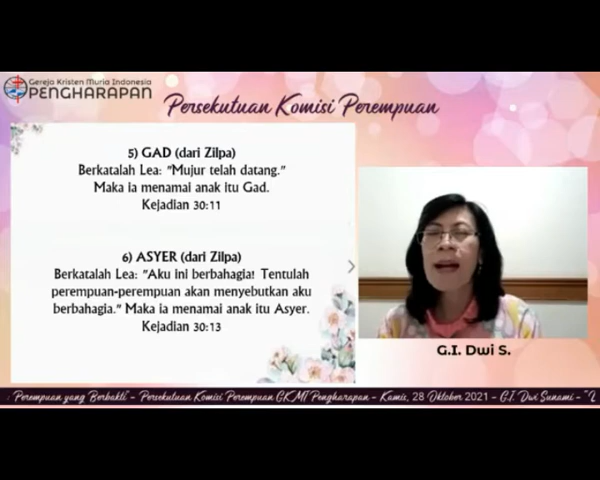 Gereja Kristen Muria Indonesia
PENGHARAPAN
Persekutuan Komisi Perempuan
5) GAD (dari Zilpa)
Berkatalah Lea: "Mujur telah datang."
Maka ia menamai anak itu Gad.
Kejadian 30:11
6) ASYER (dari Zilpa)
Berkatalah Lea: "Aku ini berbahagia! Tentulah
perempuan-perempuan akan menyebutkan aku
berbahagia." Maka ia menamai anak itu Asyer.
Kejadian 30:13
G.I. Dwi S.
: Perempuan yang Berbakti" - Persekutuan Komisi Perempuan GKMI Pengharapan - Kamis, 28 Oktober 2021 - G.I. Dwi Sunami - "L